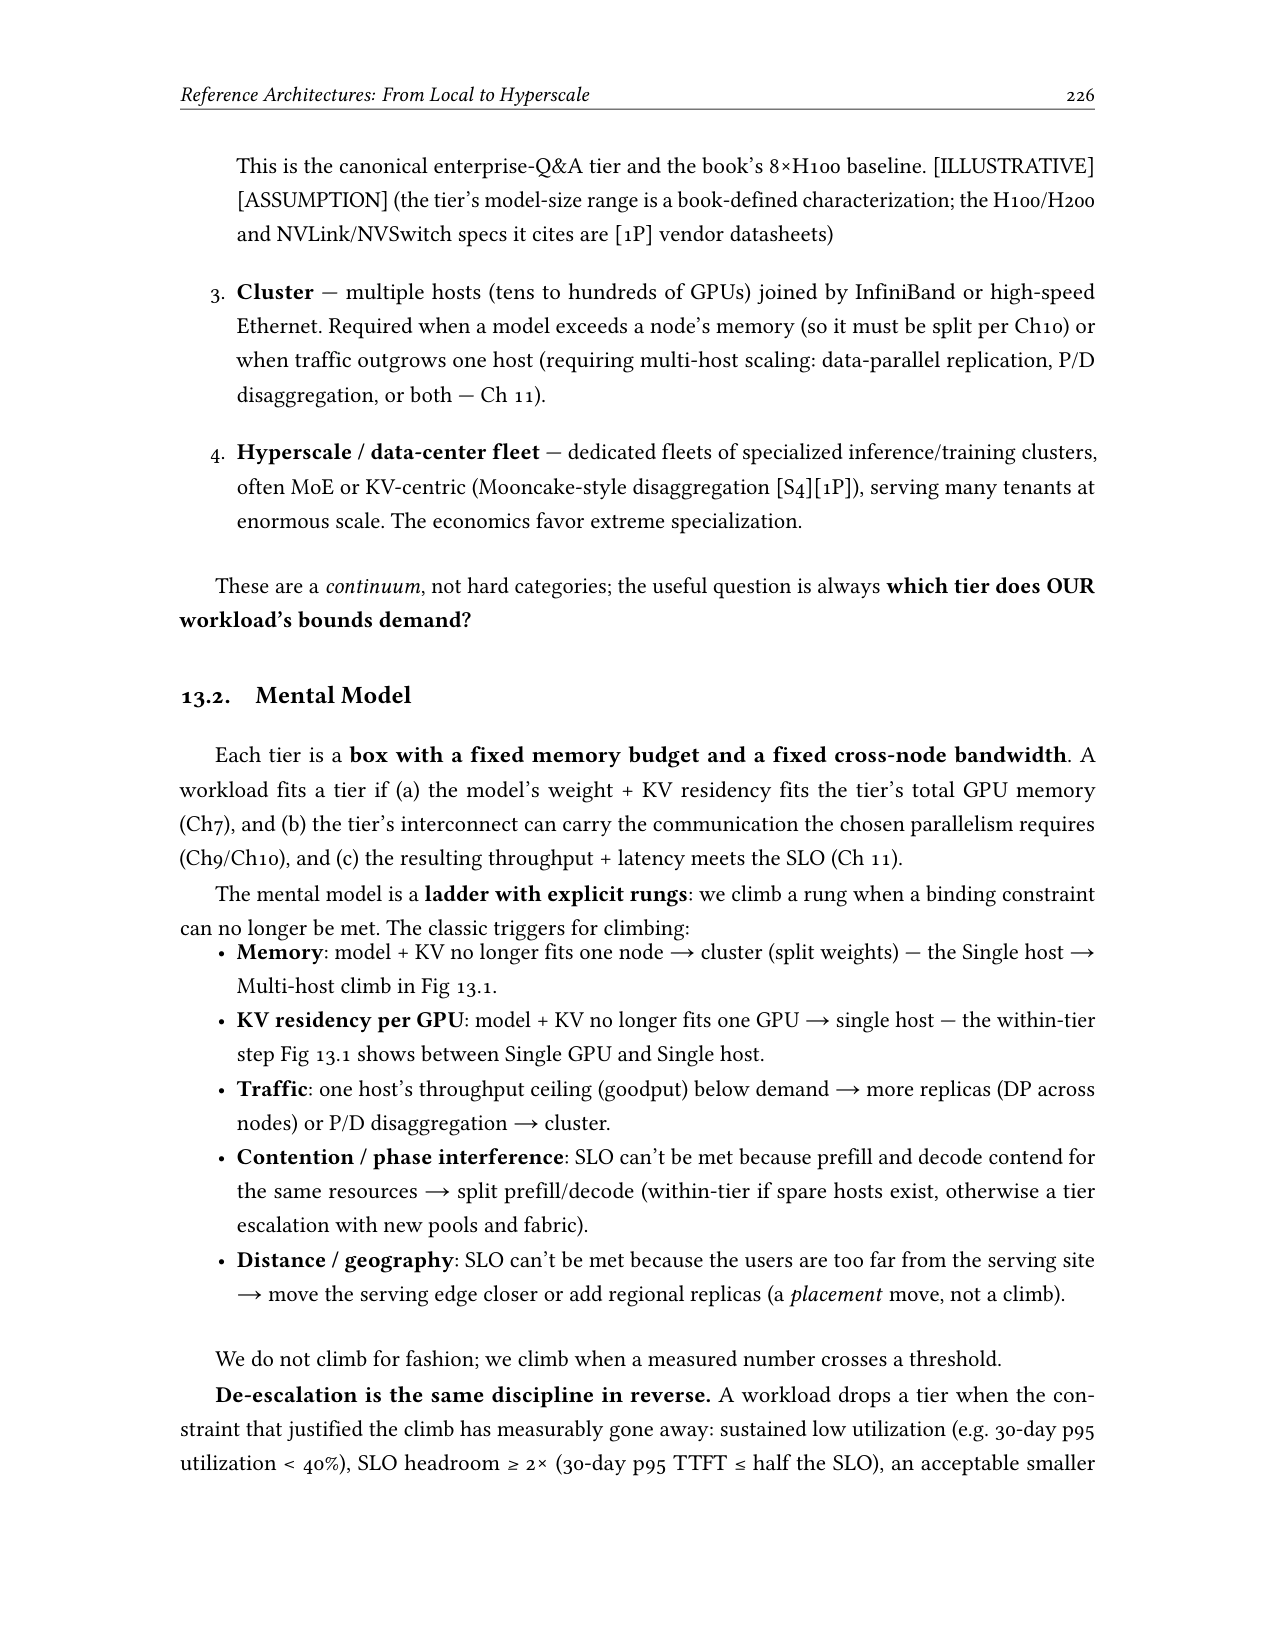 Reference Architectures: From Local to Hyperscale 226
This is the canonical enterprise-Q&A tier and the book's 8×H100 baseline. [ILLUSTRATIVE]
[ASSUMPTION] (the tier's model-size range is a book-defined characterization; the H100/H200
and NVLink/NVSwitch specs it cites are [1P] vendor datasheets)
3. Cluster — multiple hosts (tens to hundreds of GPUs) joined by InfiniBand or high-speed
Ethernet. Required when a model exceeds a node's memory (so it must be split per Ch10) or
when traffic outgrows one host (requiring multi-host scaling: data-parallel replication, P/D
disaggregation, or both — Ch 11).
4. Hyperscale / data-center fleet — dedicated fleets of specialized inference/training clusters,
often MoE or KV-centric (Mooncake-style disaggregation [S4][1P]), serving many tenants at
enormous scale. The economics favor extreme specialization.
These are a continuum, not hard categories; the useful question is always which tier does OUR
workload's bounds demand?
13.2. Mental Model
Each tier is a box with a fixed memory budget and a fixed cross-node bandwidth. A
workload fits a tier if (a) the model's weight + KV residency fits the tier's total GPU memory
(Ch7), and (b) the tier's interconnect can carry the communication the chosen parallelism requires
(Ch9/Ch10), and (c) the resulting throughput + latency meets the SLO (Ch 11).
The mental model is a ladder with explicit rungs: we climb a rung when a binding constraint
can no longer be met. The classic triggers for climbing:
• Memory: model + KV no longer fits one node → cluster (split weights) — the Single host →
Multi-host climb in Fig 13.1.
• KV residency per GPU: model + KV no longer fits one GPU → single host — the within-tier
step Fig 13.1 shows between Single GPU and Single host.
• Traffic: one host's throughput ceiling (goodput) below demand → more replicas (DP across
nodes) or P/D disaggregation → cluster.
• Contention / phase interference: SLO can't be met because prefill and decode contend for
the same resources → split prefill/decode (within-tier if spare hosts exist, otherwise a tier
escalation with new pools and fabric).
• Distance / geography: SLO can't be met because the users are too far from the serving site
→ move the serving edge closer or add regional replicas (a placement move, not a climb).
We do not climb for fashion; we climb when a measured number crosses a threshold.
De-escalation is the same discipline in reverse. A workload drops a tier when the con-
straint that justified the climb has measurably gone away: sustained low utilization (e.g. 30-day p95
utilization < 40%), SLO headroom ≥ 2× (30-day p95 TTFT ≤ half the SLO), an acceptable smaller